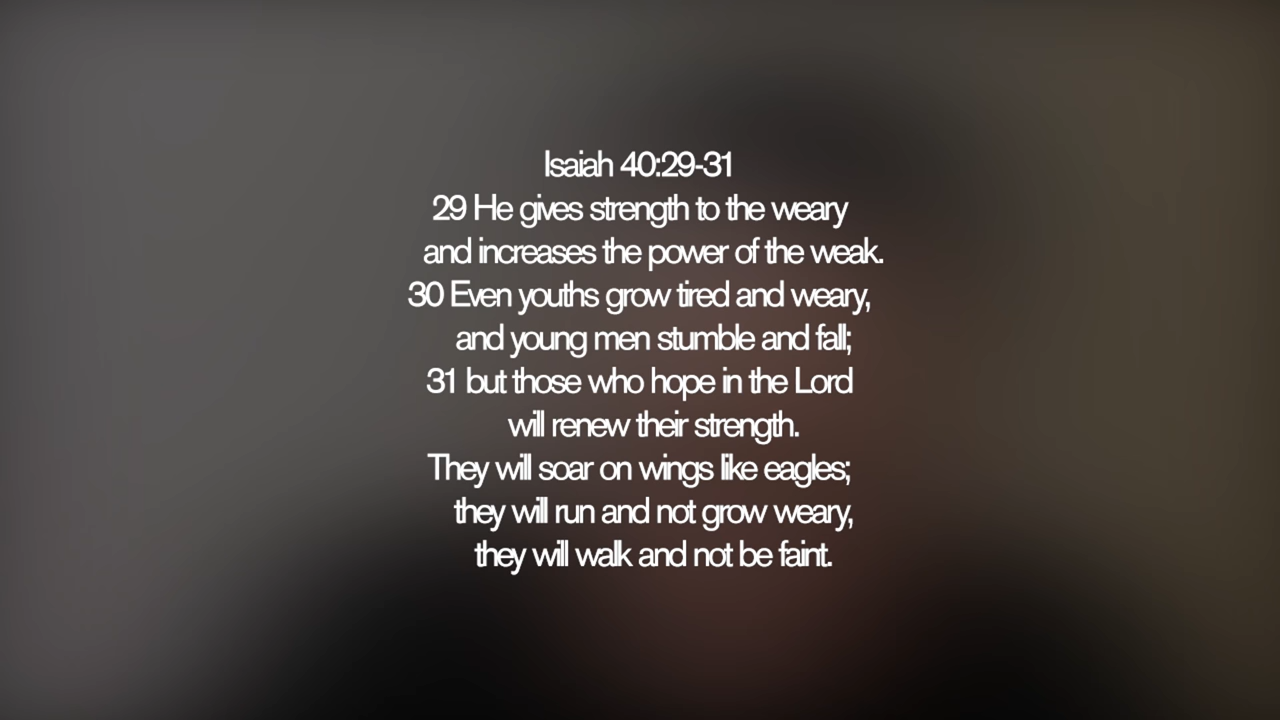 Isaiah 40:29-31
29 He gives strength to the weary
and increases the power of the weak.
30 Even youths grow tired and weary,
and young men stumble and fall;
31 but those who hope in the Lord
will renew their strength.
They will soar on wings like eagles;
they will run and not grow weary,
they will walk and not be faint.